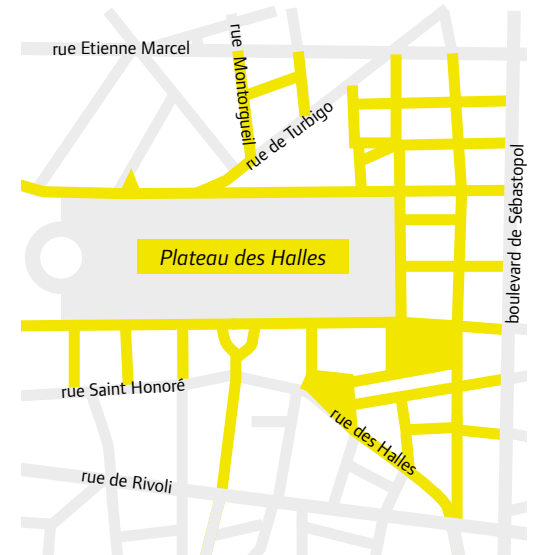 rue Etienne Marcel
rue Montorgueil
rue de Turbigo
boulevard de Sébastopol
Plateau des Halles
rue Saint Honoré
rue des Halles
rue de Rivoli